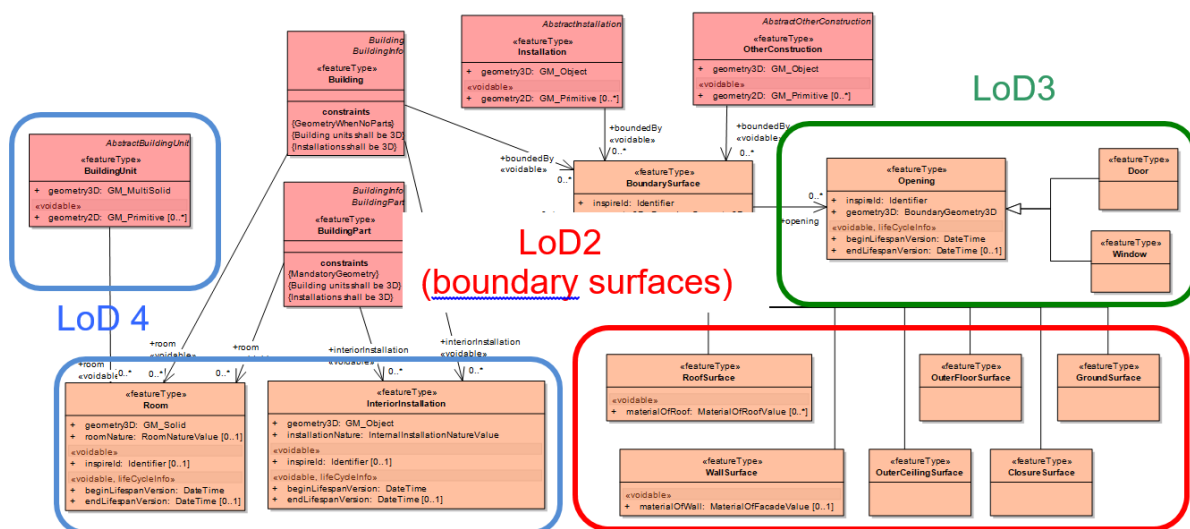 AbstractInstallation
«featureType»
Installation
+ geometry3D: GM_Object
«voidable»
+ geometry2D: GM_Primitive [0..*]
AbstractOtherConstruction
«featureType»
OtherConstruction
+ geometry3D: GM_Object
«voidable»
+ geometry2D: GM_Primitive [0..*]
Building
BuildingInfo
«featureType»
Building
constraints
{GeometryWhenNoParts}
{Building units shall be 3D}
{Installations shall be 3D}
LoD3
AbstractBuildingUnit
«featureType»
BuildingUnit
+ geometry3D: GM_MultiSolid
«voidable»
+ geometry2D: GM_Primitive [0..*]
+boundedBy
«voidable»
0..*
+boundedBy
«voidable»
0..*
+boundedBy
«voidable»
0..*
«featureType»
BoundarySurface
+ inspireId: Identifier
0..*
+opening
«featureType»
Opening
+ inspireId: Identifier
+ geometry3D: BoundaryGeometry3D
«voidable, lifeCycleInfo»
+ beginLifespanVersion: DateTime
+ endLifespanVersion: DateTime [0..1]
«featureType»
Door
«featureType»
Window
BuildingInfo
BuildingPart
«featureType»
BuildingPart
constraints
{MandatoryGeometry}
{Building units shall be 3D}
{Installations shall be 3D}
LoD2
(boundary surfaces)
LoD 4
+room
«voidable»
0..*
+room
«voidable»
0..*
+room
0..*
+interiorInstallation
«voidable»
0..*
+interiorInstallation
«voidable»
0..*
«featureType»
Room
+ geometry3D: GM_Solid
+ roomNature: RoomNatureValue [0..1]
«voidable»
+ inspireId: Identifier [0..1]
«voidable, lifeCycleInfo»
+ beginLifespanVersion: DateTime
+ endLifespanVersion: DateTime [0..1]
«featureType»
InteriorInstallation
+ geometry3D: GM_Object
+ installationNature: InternalInstallationNatureValue
«voidable»
+ inspireId: Identifier [0..1]
«voidable, lifeCycleInfo»
+ beginLifespanVersion: DateTime
+ endLifespanVersion: DateTime [0..1]
«featureType»
RoofSurface
«voidable»
+ materialOfRoof: MaterialOfRoofValue [0..*]
«featureType»
OuterFloorSurface
«featureType»
GroundSurface
«featureType»
WallSurface
«voidable»
+ materialOfWall: MaterialOfFacadeValue [0..1]
«featureType»
OuterCeilingSurface
«featureType»
ClosureSurface